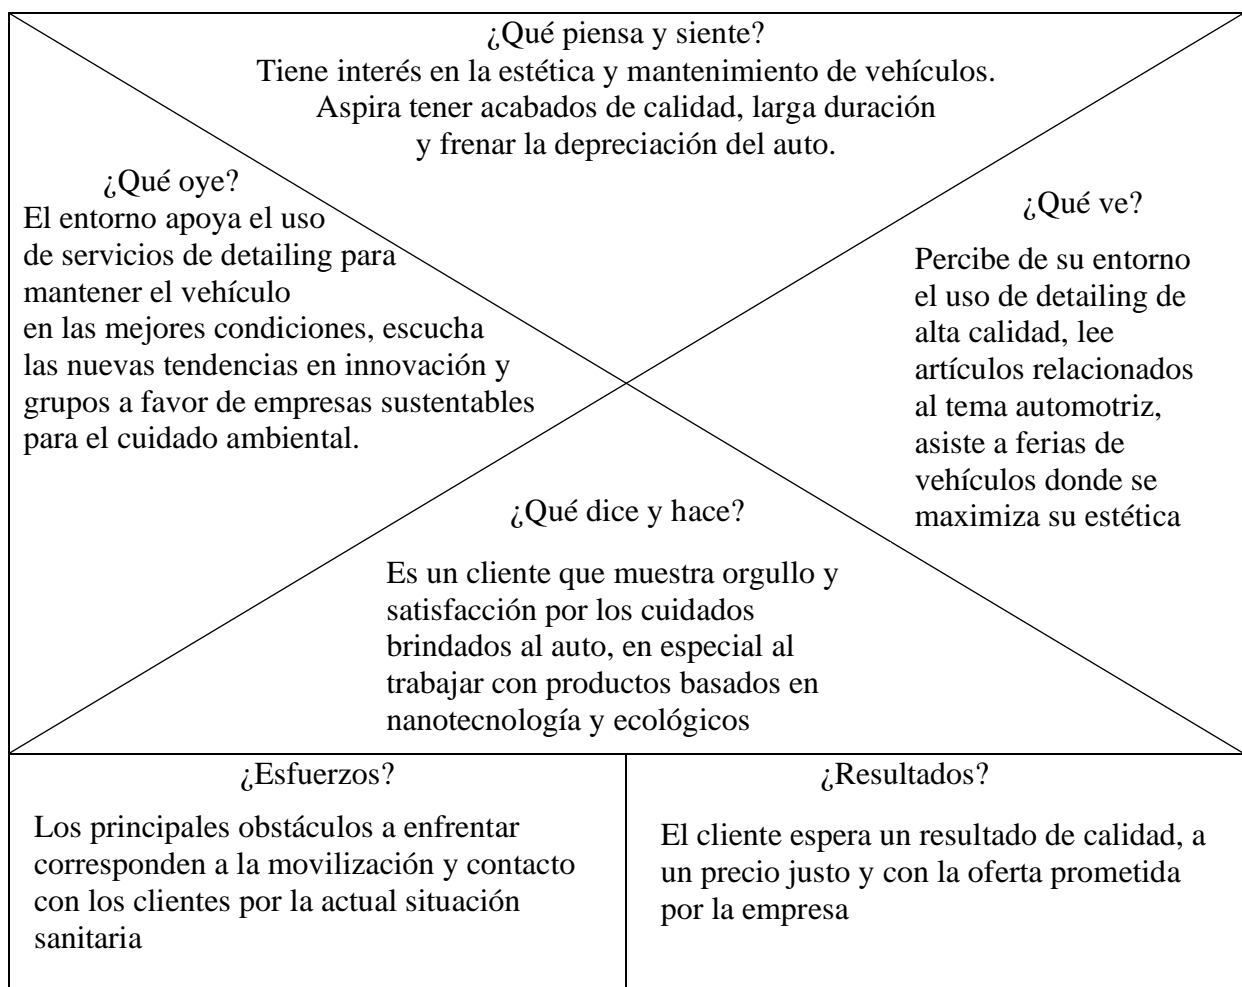 ¿Qué piensa y siente?
Tiene interés en la estética y mantenimiento de vehículos.
Aspira tener acabados de calidad, larga duración
y frenar la depreciación del auto.
¿Qué oye?
El entorno apoya el uso
de servicios de detailing para
mantener el vehículo
en las mejores condiciones, escucha
las nuevas tendencias en innovación y
grupos a favor de empresas sustentables
para el cuidado ambiental.
¿Qué ve?
Percibe de su entorno
el uso de detailing de
alta calidad, lee
artículos relacionados
al tema automotriz,
asiste a ferias de
vehículos donde se
maximiza su estética
¿Qué dice y hace?
Es un cliente que muestra orgullo y
satisfacción por los cuidados
brindados al auto, en especial al
trabajar con productos basados en
nanotecnología y ecológicos
¿Esfuerzos?
Los principales obstáculos a enfrentar
corresponden a la movilización y contacto
con los clientes por la actual situación
sanitaria
¿Resultados?
El cliente espera un resultado de calidad, a
un precio justo y con la oferta prometida
por la empresa